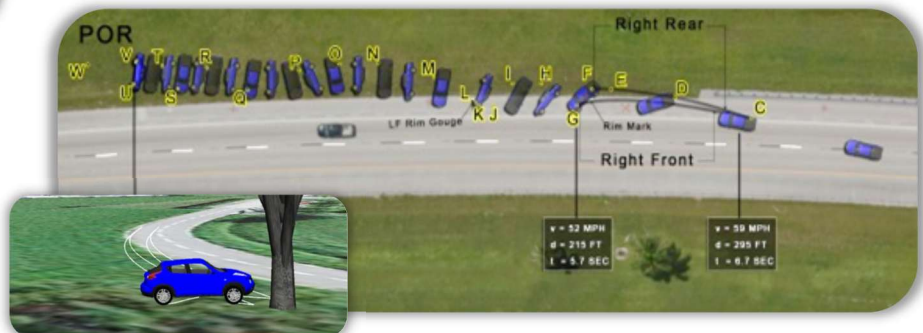 Right Rear
POR
W
V
T
R
P
O
N
M
L
I
H
F
E
D
C
U
S
Q
K J
G
LF Rim Gouge
Rim Mark
Right Front
v = 52 MPH
d = 215 FT
t = 5.7 SEC
v = 59 MPH
d = 295 FT
t = 6.7 SEC